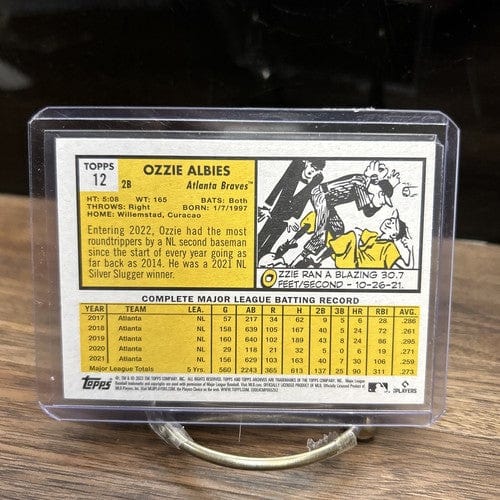 TOPPS
12
OZZIE ALBIES
2B
Atlanta Braves™
HT: 5:08 WT: 165 BATS: Both
THROWS: Right BORN: 1/7/1997
HOME: Willemstad, Curacao
Entering 2022, Ozzie had the most
roundtrippers by a NL second baseman
since the start of every year going as
far back as 2014. He was a 2021 NL
Silver Slugger winner.
OZZIE RAN A BLAZING 30.7
FEET/SECOND - 10-26-21.
COMPLETE MAJOR LEAGUE BATTING RECORD
YEAR TEAM LEA. G AB R H 2B 3B HR RBI AVG.
2017 Atlanta NL 57 217 34 62 9 5 6 28 .286
2018 Atlanta NL 158 639 105 167 40 5 24 72 .261
2019 Atlanta NL 160 640 102 189 43 8 24 86 .295
2020 Atlanta NL 29 118 21 32 5 0 6 19 .271
2021 Atlanta NL 156 629 103 163 40 7 30 106 .259
Major League Totals 5 Yrs. 560 2243 365 613 137 25 90 311 .273
Topps
MLBPLAYERS